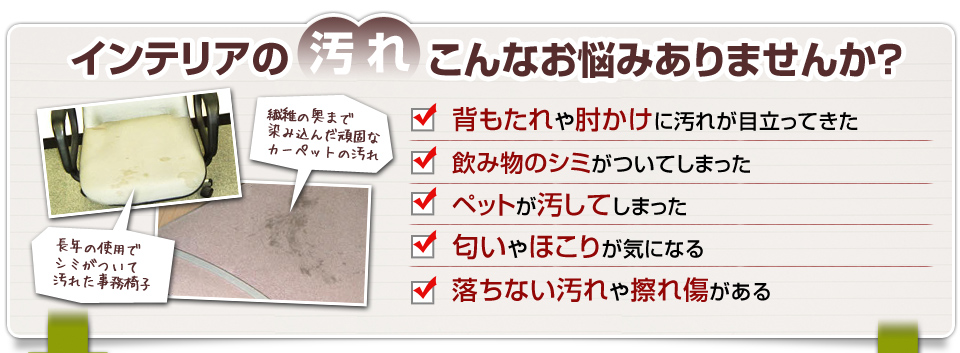 インテリアの汚れこんなお悩みありませんか?
繊維の奥まで
染み込んだ頑固な
カーペットの汚れ
長年の使用で
シミがついて
汚れた事務椅子
背もたれや肘かけに汚れが目立ってきた
飲み物のシミがついてしまった
ペットが汚してしまった
匂いやほこりが気になる
落ちない汚れや擦れ傷がある